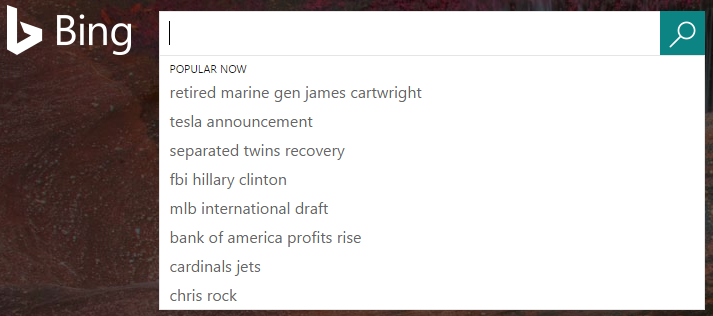 Bing
POPULAR NOW
retired marine gen james cartwright
tesla announcement
separated twins recovery
fbi hillary clinton
mlb international draft
bank of america profits rise
cardinals jets
chris rock